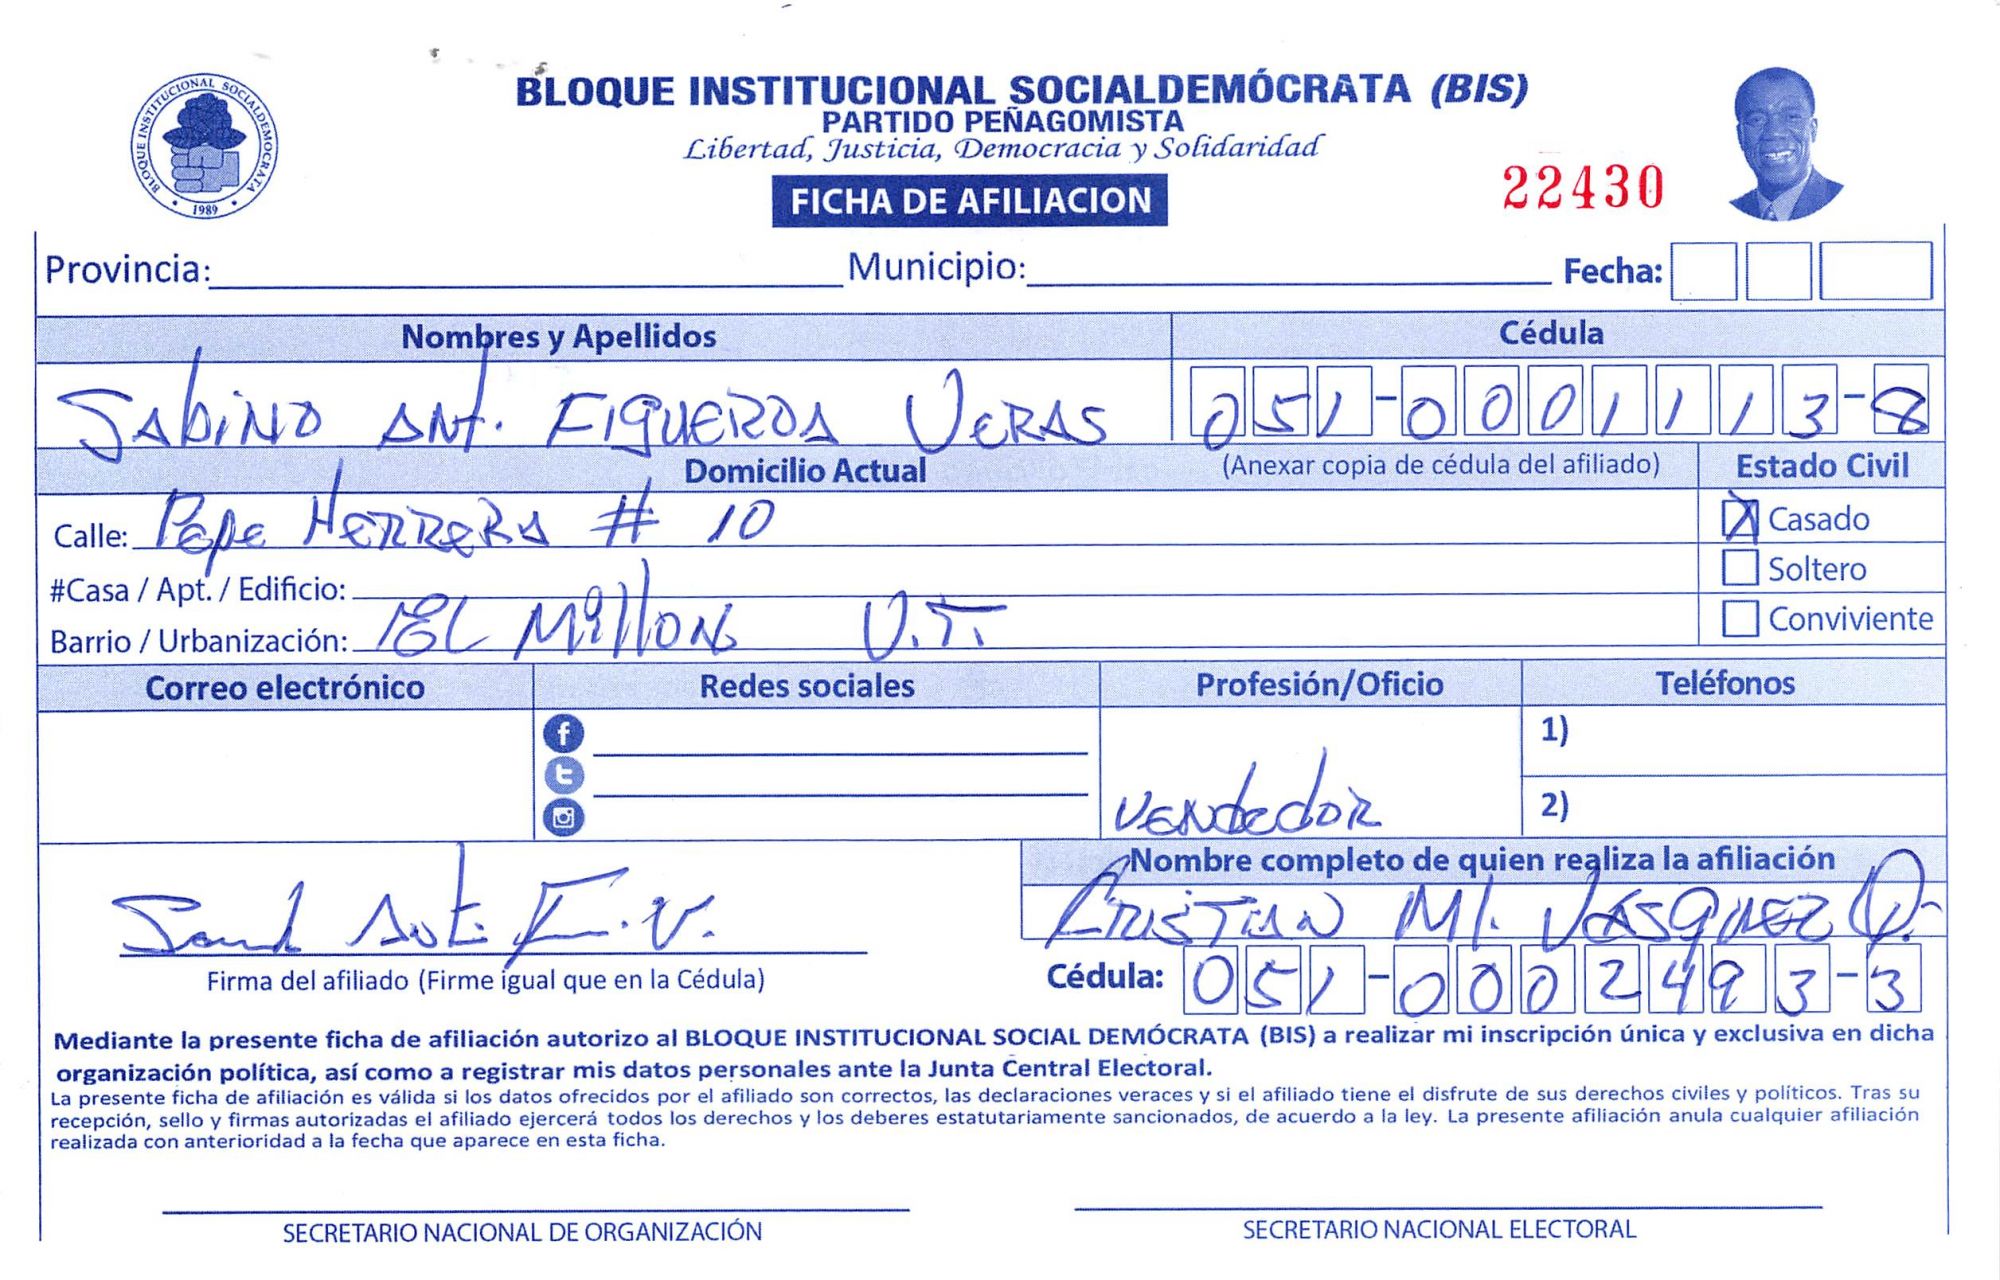 BLOQUE INSTITUCIONAL SOCIALDEMOCRATA
1989
BLOQUE INSTITUCIONAL SOCIALDEMÓCRATA (BIS)
PARTIDO PEÑAGOMISTA
Libertad, Justicia, Democracia y Solidaridad
FICHA DE AFILIACION
22430
Provincia: Municipio: Fecha:
Nombres y Apellidos Cédula
SABINO ANT. FIGUEROA VERAS 051-0001113-8
Domicilio Actual (Anexar copia de cédula del afiliado) Estado Civil
Calle: Pepe HERRERA # 10 X Casado
#Casa / Apt. / Edificio: Soltero
Barrio / Urbanización: EL Millon V.T. Conviviente
Correo electrónico Redes sociales Profesión/Oficio Teléfonos
1)
vendedor 2)
Nombre completo de quien realiza la afiliación
CRISTIAN Ml. VASQUEZ
Firma del afiliado (Firme igual que en la Cédula) Cédula: 051-0002493-3
Mediante la presente ficha de afiliación autorizo al BLOQUE INSTITUCIONAL SOCIAL DEMÓCRATA (BIS) a realizar mi inscripción única y exclusiva en dicha
organización política, así como a registrar mis datos personales ante la Junta Central Electoral.
La presente ficha de afiliación es válida si los datos ofrecidos por el afiliado son correctos, las declaraciones veraces y si el afiliado tiene el disfrute de sus derechos civiles y políticos. Tras su
recepción, sello y firmas autorizadas el afiliado ejercerá todos los derechos y los deberes estatutariamente sancionados, de acuerdo a la ley. La presente afiliación anula cualquier afiliación
realizada con anterioridad a la fecha que aparece en esta ficha.
SECRETARIO NACIONAL DE ORGANIZACIÓN SECRETARIO NACIONAL ELECTORAL